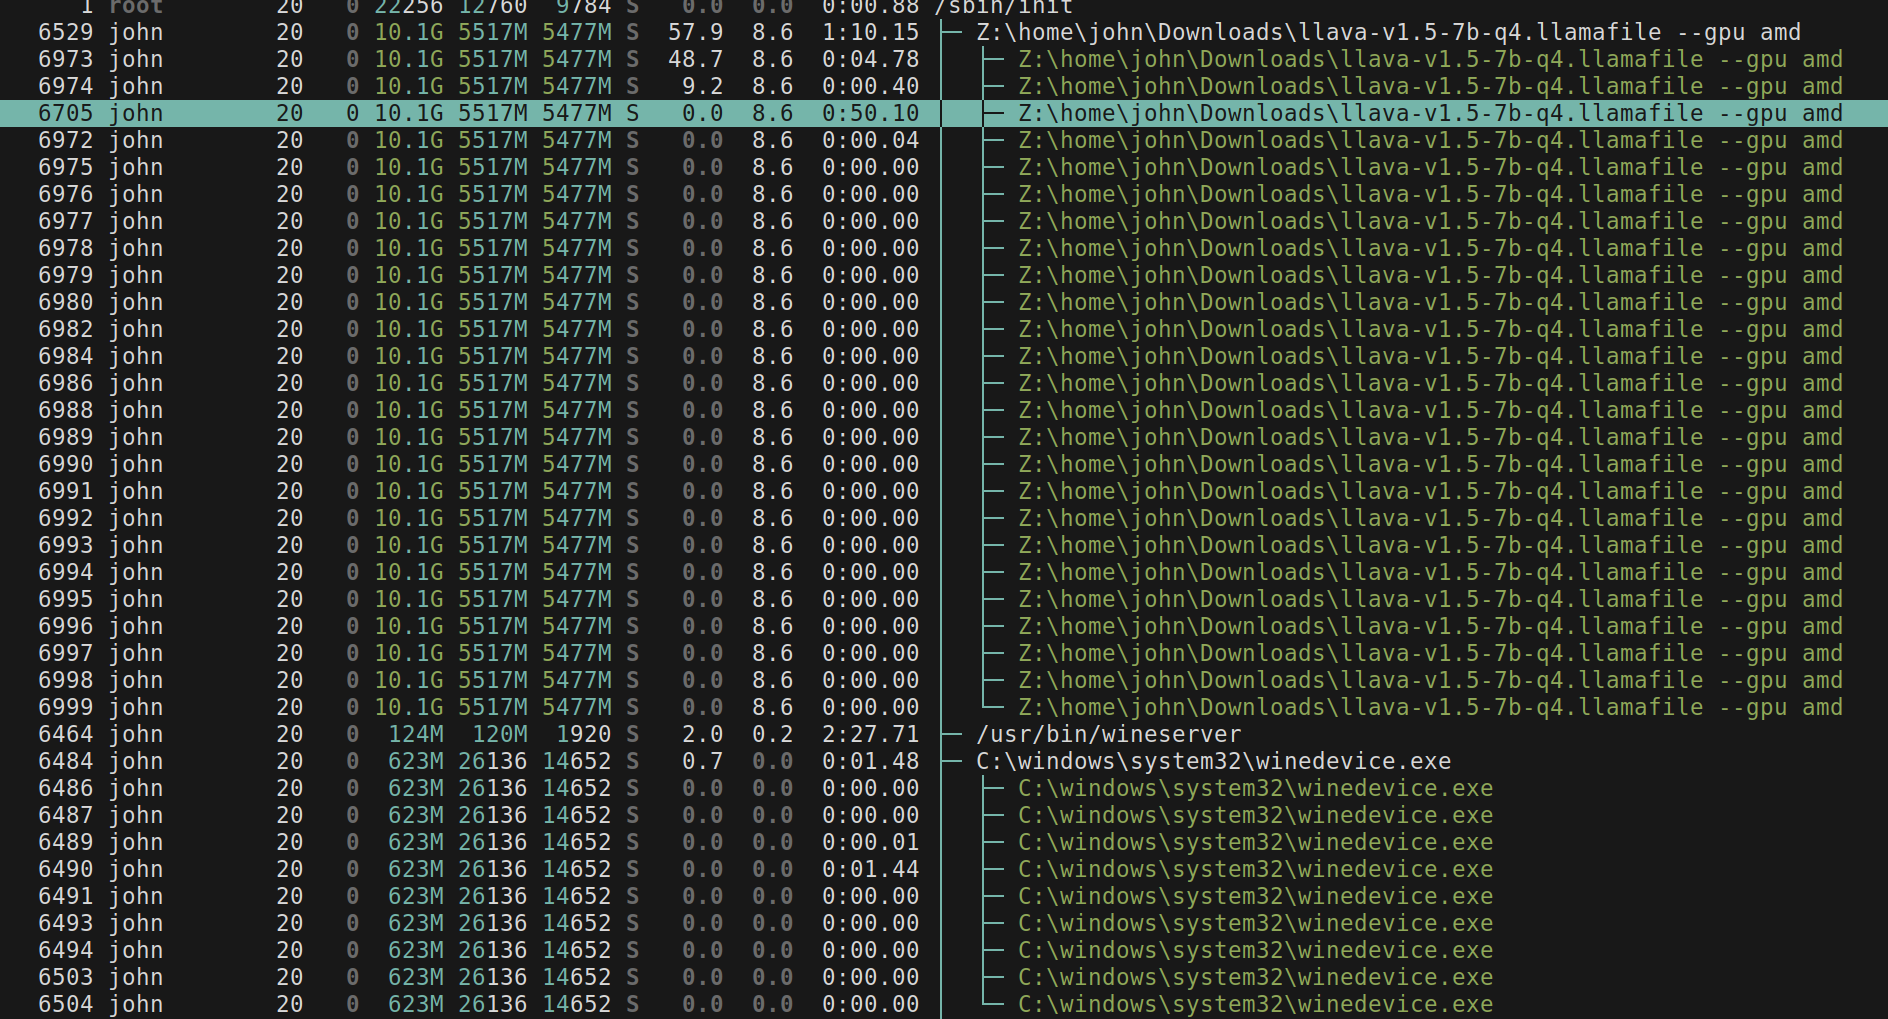 1 root 20 0 22256 12760 9784 S 0.0 0.0 0:00.88 /sbin/init
6529 john 20 0 10.1G 5517M 5477M S 57.9 8.6 1:10.15 Z:\home\john\Downloads\llava-v1.5-7b-q4.llamafile --gpu amd
6973 john 20 0 10.1G 5517M 5477M S 48.7 8.6 0:04.78 Z:\home\john\Downloads\llava-v1.5-7b-q4.llamafile --gpu amd
6974 john 20 0 10.1G 5517M 5477M S 9.2 8.6 0:00.40 Z:\home\john\Downloads\llava-v1.5-7b-q4.llamafile --gpu amd
6705 john 20 0 10.1G 5517M 5477M S 0.0 8.6 0:50.10 Z:\home\john\Downloads\llava-v1.5-7b-q4.llamafile --gpu amd
6972 john 20 0 10.1G 5517M 5477M S 0.0 8.6 0:00.04 Z:\home\john\Downloads\llava-v1.5-7b-q4.llamafile --gpu amd
6975 john 20 0 10.1G 5517M 5477M S 0.0 8.6 0:00.00 Z:\home\john\Downloads\llava-v1.5-7b-q4.llamafile --gpu amd
6976 john 20 0 10.1G 5517M 5477M S 0.0 8.6 0:00.00 Z:\home\john\Downloads\llava-v1.5-7b-q4.llamafile --gpu amd
6977 john 20 0 10.1G 5517M 5477M S 0.0 8.6 0:00.00 Z:\home\john\Downloads\llava-v1.5-7b-q4.llamafile --gpu amd
6978 john 20 0 10.1G 5517M 5477M S 0.0 8.6 0:00.00 Z:\home\john\Downloads\llava-v1.5-7b-q4.llamafile --gpu amd
6979 john 20 0 10.1G 5517M 5477M S 0.0 8.6 0:00.00 Z:\home\john\Downloads\llava-v1.5-7b-q4.llamafile --gpu amd
6980 john 20 0 10.1G 5517M 5477M S 0.0 8.6 0:00.00 Z:\home\john\Downloads\llava-v1.5-7b-q4.llamafile --gpu amd
6982 john 20 0 10.1G 5517M 5477M S 0.0 8.6 0:00.00 Z:\home\john\Downloads\llava-v1.5-7b-q4.llamafile --gpu amd
6984 john 20 0 10.1G 5517M 5477M S 0.0 8.6 0:00.00 Z:\home\john\Downloads\llava-v1.5-7b-q4.llamafile --gpu amd
6986 john 20 0 10.1G 5517M 5477M S 0.0 8.6 0:00.00 Z:\home\john\Downloads\llava-v1.5-7b-q4.llamafile --gpu amd
6988 john 20 0 10.1G 5517M 5477M S 0.0 8.6 0:00.00 Z:\home\john\Downloads\llava-v1.5-7b-q4.llamafile --gpu amd
6989 john 20 0 10.1G 5517M 5477M S 0.0 8.6 0:00.00 Z:\home\john\Downloads\llava-v1.5-7b-q4.llamafile --gpu amd
6990 john 20 0 10.1G 5517M 5477M S 0.0 8.6 0:00.00 Z:\home\john\Downloads\llava-v1.5-7b-q4.llamafile --gpu amd
6991 john 20 0 10.1G 5517M 5477M S 0.0 8.6 0:00.00 Z:\home\john\Downloads\llava-v1.5-7b-q4.llamafile --gpu amd
6992 john 20 0 10.1G 5517M 5477M S 0.0 8.6 0:00.00 Z:\home\john\Downloads\llava-v1.5-7b-q4.llamafile --gpu amd
6993 john 20 0 10.1G 5517M 5477M S 0.0 8.6 0:00.00 Z:\home\john\Downloads\llava-v1.5-7b-q4.llamafile --gpu amd
6994 john 20 0 10.1G 5517M 5477M S 0.0 8.6 0:00.00 Z:\home\john\Downloads\llava-v1.5-7b-q4.llamafile --gpu amd
6995 john 20 0 10.1G 5517M 5477M S 0.0 8.6 0:00.00 Z:\home\john\Downloads\llava-v1.5-7b-q4.llamafile --gpu amd
6996 john 20 0 10.1G 5517M 5477M S 0.0 8.6 0:00.00 Z:\home\john\Downloads\llava-v1.5-7b-q4.llamafile --gpu amd
6997 john 20 0 10.1G 5517M 5477M S 0.0 8.6 0:00.00 Z:\home\john\Downloads\llava-v1.5-7b-q4.llamafile --gpu amd
6998 john 20 0 10.1G 5517M 5477M S 0.0 8.6 0:00.00 Z:\home\john\Downloads\llava-v1.5-7b-q4.llamafile --gpu amd
6999 john 20 0 10.1G 5517M 5477M S 0.0 8.6 0:00.00 Z:\home\john\Downloads\llava-v1.5-7b-q4.llamafile --gpu amd
6464 john 20 0 124M 120M 1920 S 2.0 0.2 2:27.71 /usr/bin/wineserver
6484 john 20 0 623M 26136 14652 S 0.7 0.0 0:01.48 C:\windows\system32\winedevice.exe
6486 john 20 0 623M 26136 14652 S 0.0 0.0 0:00.00 C:\windows\system32\winedevice.exe
6487 john 20 0 623M 26136 14652 S 0.0 0.0 0:00.00 C:\windows\system32\winedevice.exe
6489 john 20 0 623M 26136 14652 S 0.0 0.0 0:00.01 C:\windows\system32\winedevice.exe
6490 john 20 0 623M 26136 14652 S 0.0 0.0 0:01.44 C:\windows\system32\winedevice.exe
6491 john 20 0 623M 26136 14652 S 0.0 0.0 0:00.00 C:\windows\system32\winedevice.exe
6493 john 20 0 623M 26136 14652 S 0.0 0.0 0:00.00 C:\windows\system32\winedevice.exe
6494 john 20 0 623M 26136 14652 S 0.0 0.0 0:00.00 C:\windows\system32\winedevice.exe
6503 john 20 0 623M 26136 14652 S 0.0 0.0 0:00.00 C:\windows\system32\winedevice.exe
6504 john 20 0 623M 26136 14652 S 0.0 0.0 0:00.00 C:\windows\system32\winedevice.exe